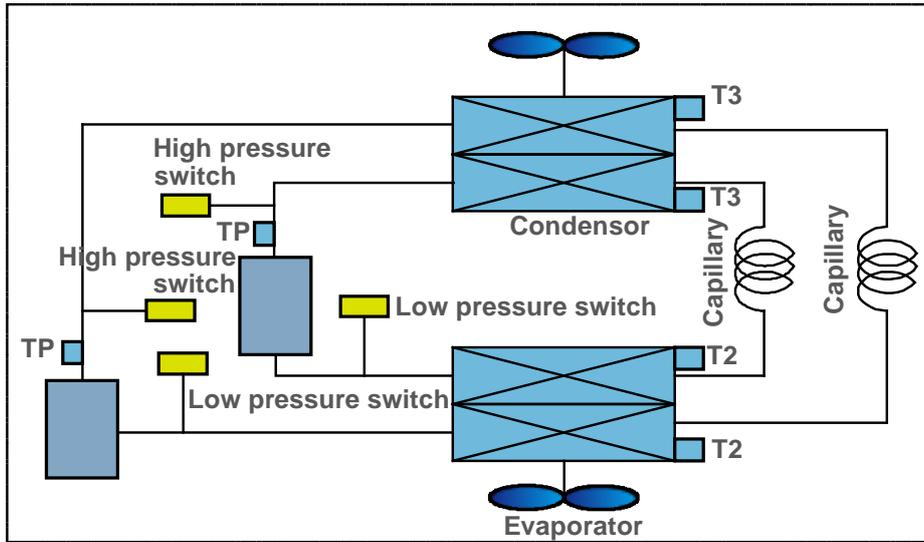 T3
High pressure
switch
T3
TP
Condensor
High pressure
switch
Capillary
Capillary
Low pressure switch
TP
T2
Low pressure switch
T2
Evaporator